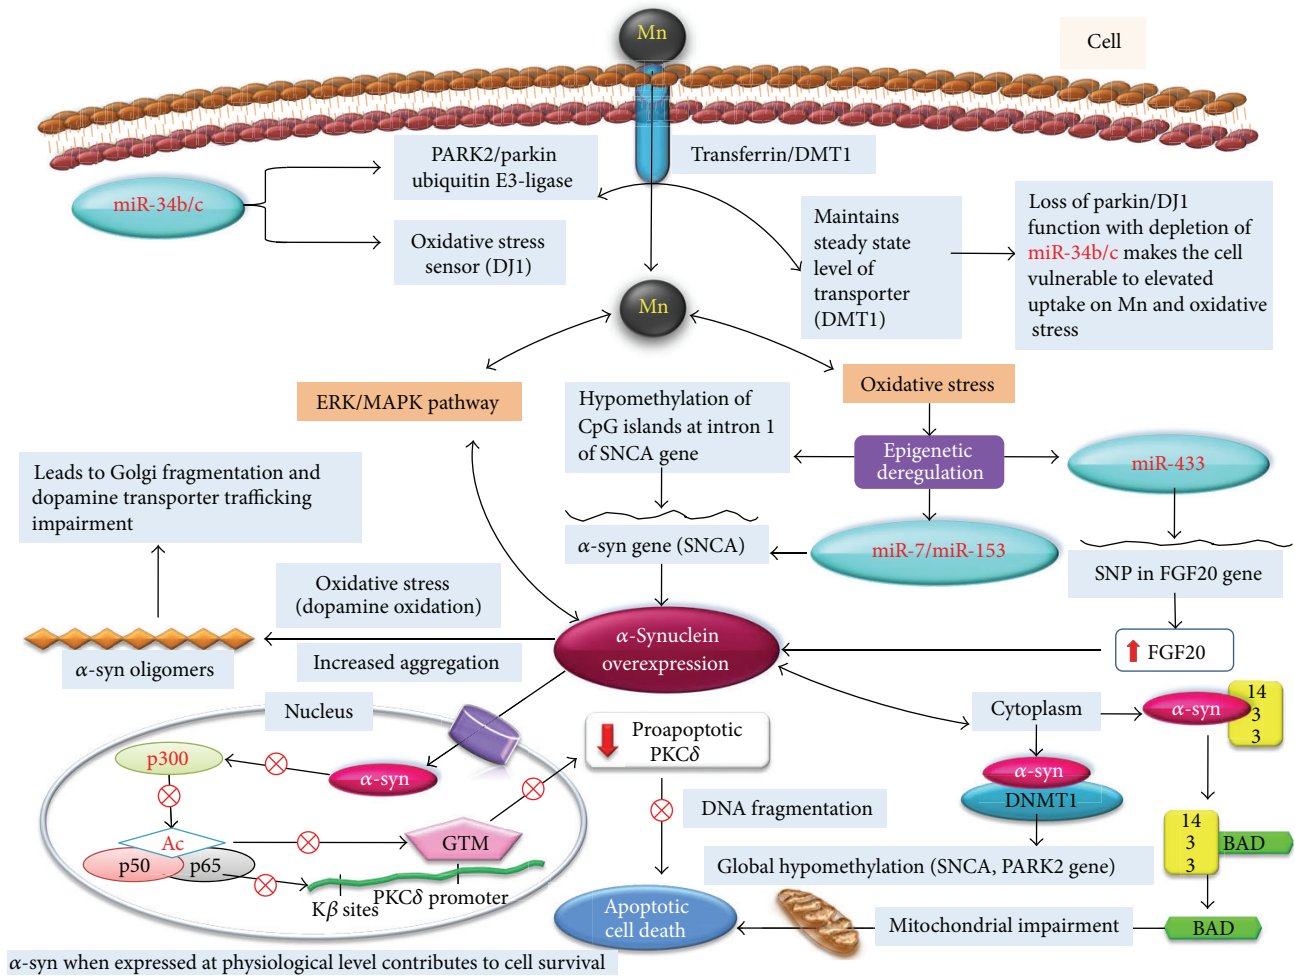 Mn
Cell
PARK2/parkin
ubiquitin E3-ligase
Transferrin/DMT1
miR-34b/c
Oxidative stress
sensor (DJ1)
Maintains
steady state
level of
transporter
(DMT1)
Loss of parkin/DJ1
function with depletion of
miR-34b/c makes the cell
vulnerable to elevated
uptake on Mn and oxidative
stress
Mn
ERK/MAPK pathway
Hypomethylation of
CpG islands at intron 1
of SNCA gene
Oxidative stress
Epigenetic
deregulation
miR-433
Leads to Golgi fragmentation and
dopamine transporter trafficking
impairment
α-syn gene (SNCA)
miR-7/miR-153
SNP in FGF20 gene
Oxidative stress
(dopamine oxidation)
α-Synuclein
overexpression
FGF20
α-syn oligomers
Increased aggregation
Nucleus
Proapoptotic
PKCδ
Cytoplasm
α-syn
14
3
3
p300
α-syn
α-syn
DNMT1
DNA fragmentation
Ac
p50
p65
GTM
14
3
3
BAD
Global hypomethylation (SNCA, PARK2 gene)
Kβ sites
PKCδ promoter
Apoptotic
cell death
Mitochondrial impairment
BAD
α-syn when expressed at physiological level contributes to cell survival